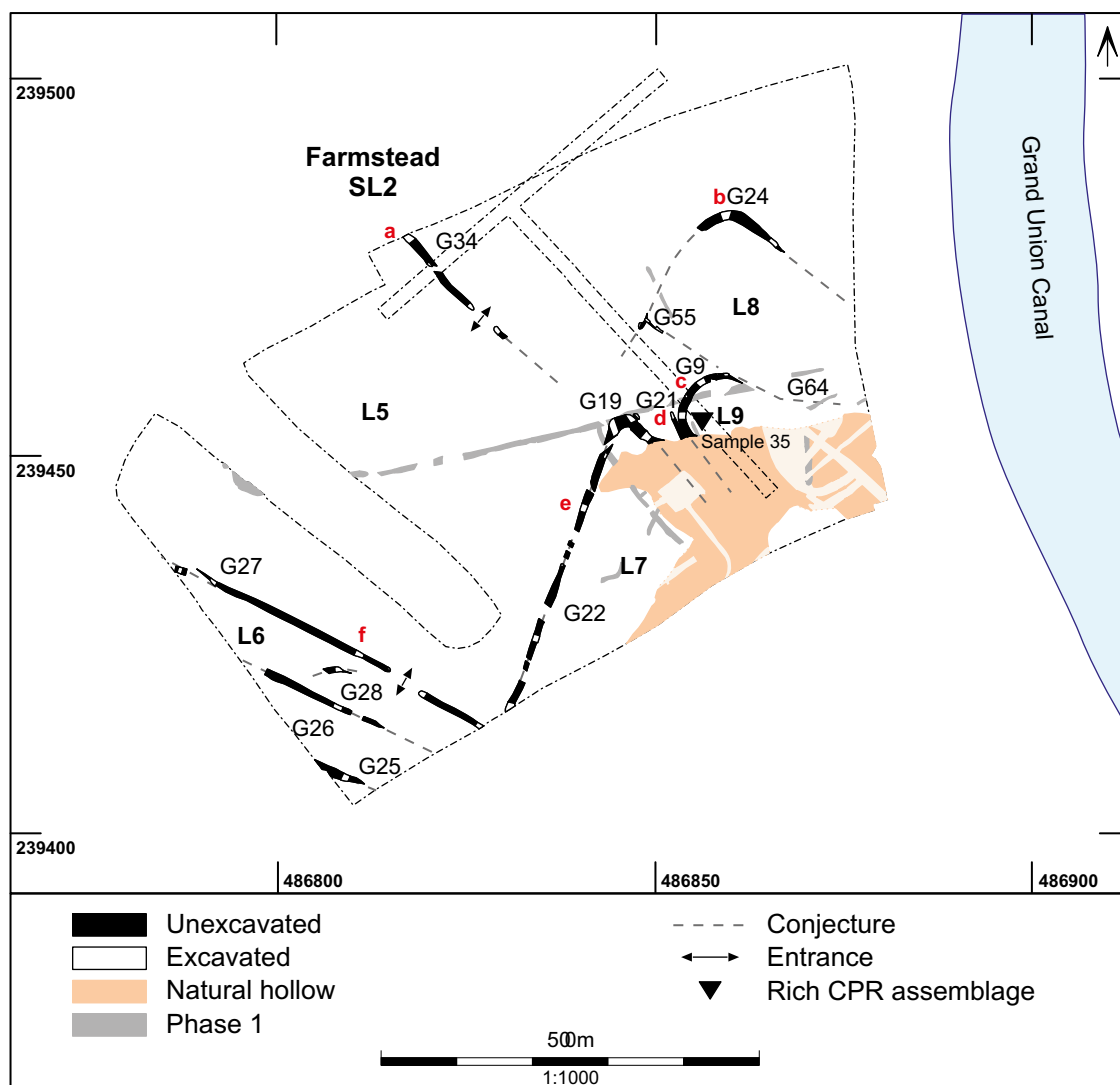 239500
Farmstead
SL2
a
G34
b
G24
Grand Union Canal
L8
G55
G9
c
G64
L5
G19
G21
d
L9
Sample 35
239450
e
L7
G27
G22
f
L6
G28
G26
G25
239400
486800
486850
486900
Unexcavated
Excavated
Natural hollow
Phase 1
Conjecture
Entrance
Rich CPR assemblage
50m
1:1000